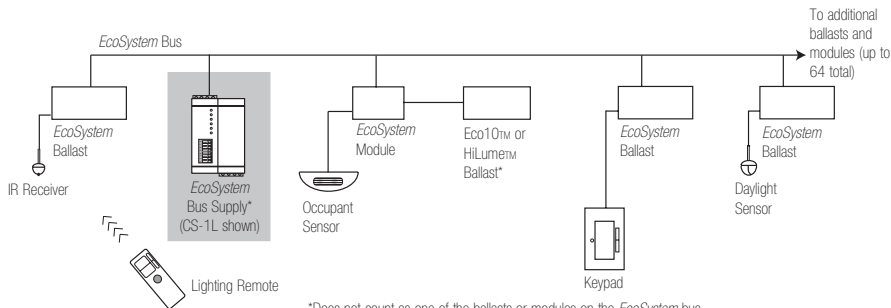 To additional
ballasts and
modules (up to
64 total)
EcoSystem Bus
EcoSystem
Ballast
IR Receiver
EcoSystem
Bus Supply*
(CS-1L shown)
EcoSystem
Module
Occupant
Sensor
Eco10TM or
HiLumeTM
Ballast*
EcoSystem
Ballast
Keypad
EcoSystem
Ballast
Daylight
Sensor
Lighting Remote
*Does not count as one of the ballasts or modules on the EcoSystem bus